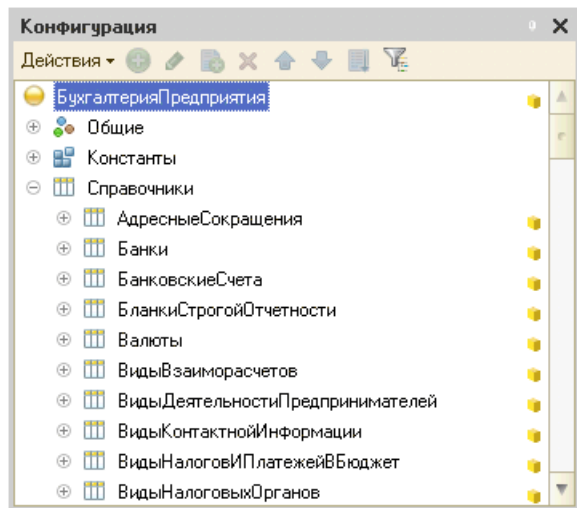 Конфигурация
Действия
БухгалтерияПредприятия
Общие
Константы
Справочники
АдресныеСокращения
Банки
БанковскиеСчета
БланкиСтрогойОтчетности
Валюты
ВидыВзаиморасчетов
ВидыДеятельностиПредпринимателей
ВидыКонтактнойИнформации
ВидыНалоговИПлатежейВБюджет
ВидыНалоговыхОрганов